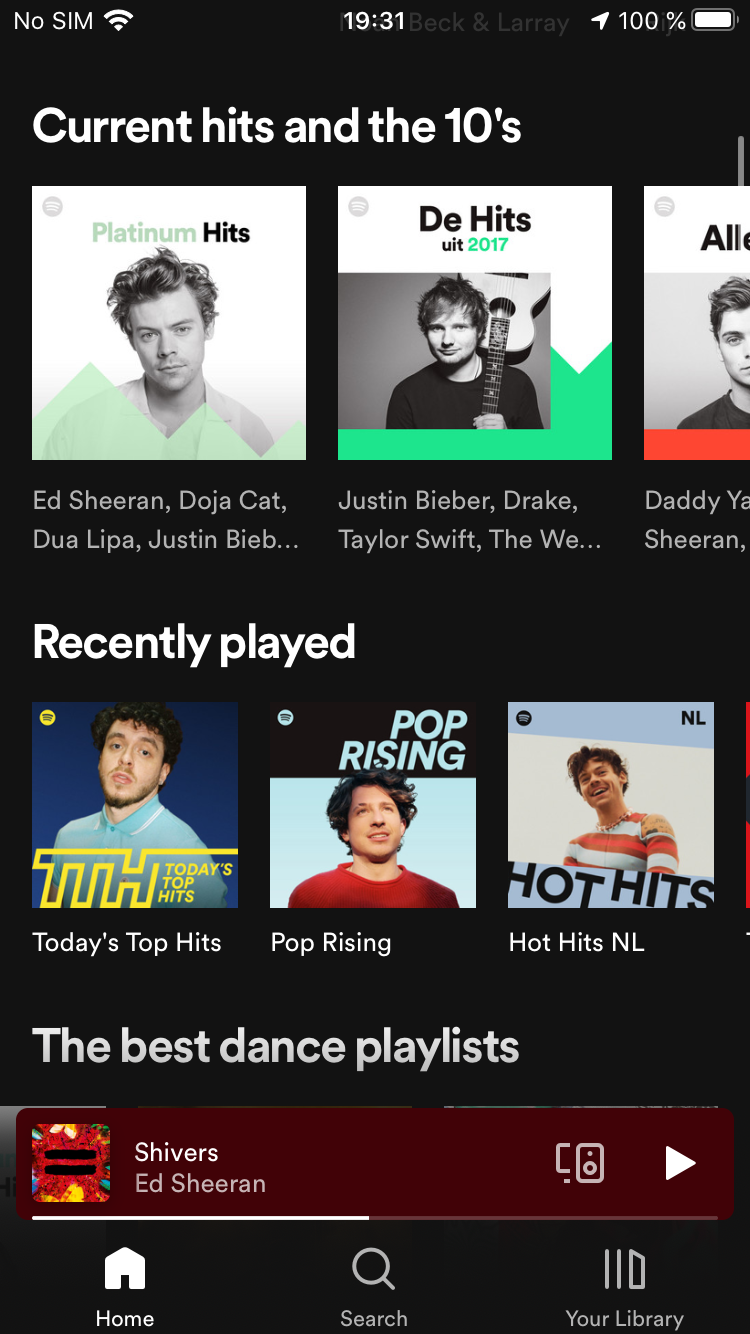 No SIM 19:31 100 %
Beck & Larray
Current hits and the 10's
Platinum Hits
De Hits
uit 2017
Alle
Ed Sheeran, Doja Cat,
Dua Lipa, Justin Bieb...
Justin Bieber, Drake,
Taylor Swift, The We...
Daddy Ya
Sheeran,
Recently played
TTH TODAY'S
TOP
HITS
POP
RISING
NL
HOT HITS
Today's Top Hits
Pop Rising
Hot Hits NL
The best dance playlists
Shivers
Ed Sheeran
Home
Search
Your Library